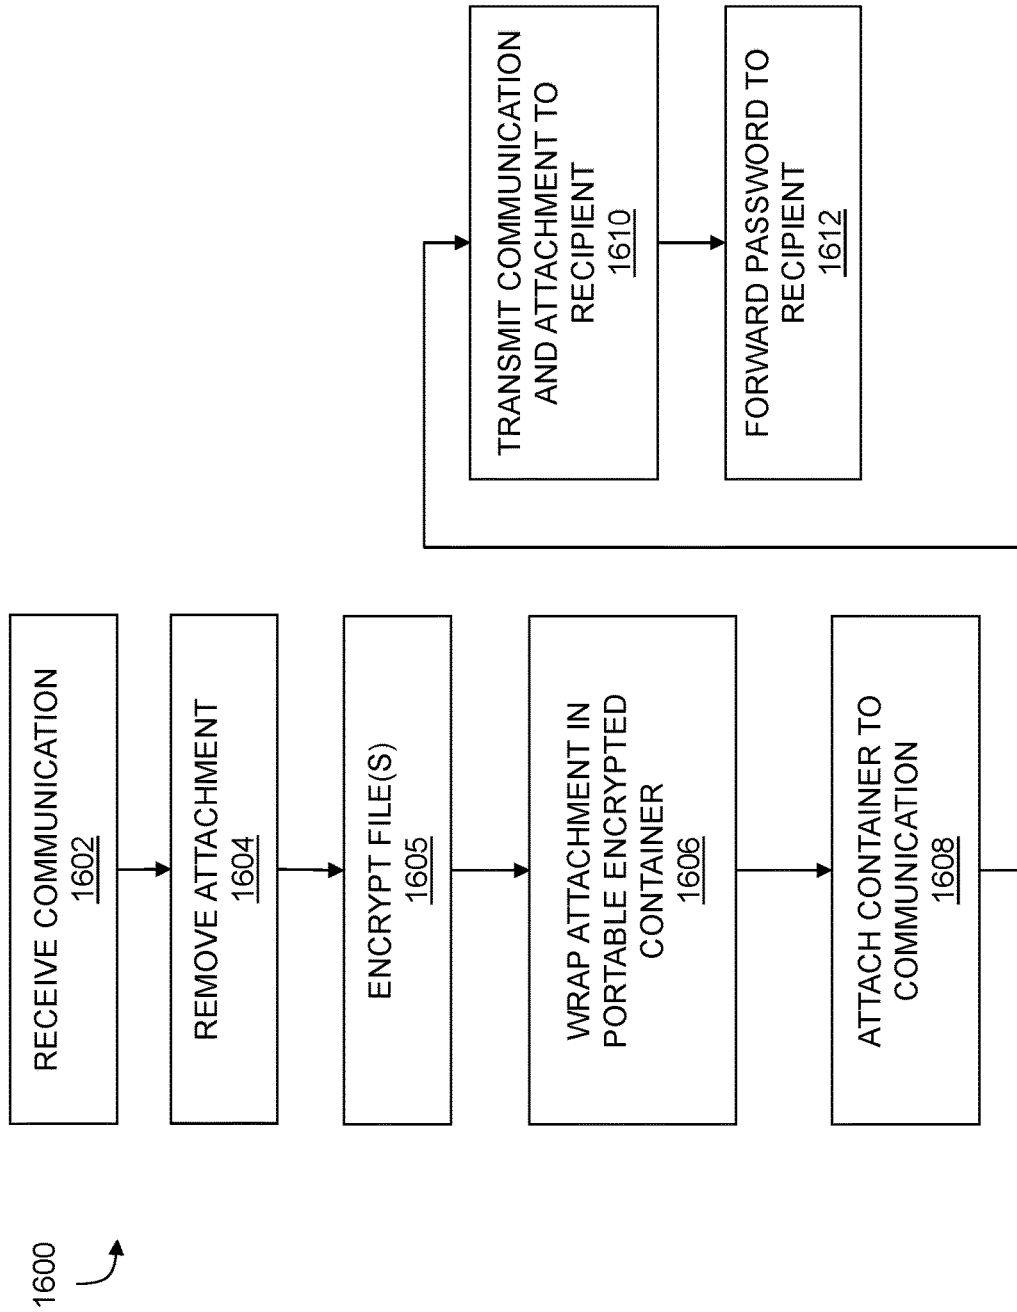 1600
RECEIVE COMMUNICATION
1602
REMOVE ATTACHMENT
1604
ENCRYPT FILE(S)
1605
WRAP ATTACHMENT IN
PORTABLE ENCRYPTED
CONTAINER
1606
ATTACH CONTAINER TO
COMMUNICATION
1608
TRANSMIT COMMUNICATION
AND ATTACHMENT TO
RECIPIENT
1610
FORWARD PASSWORD TO
RECIPIENT
1612